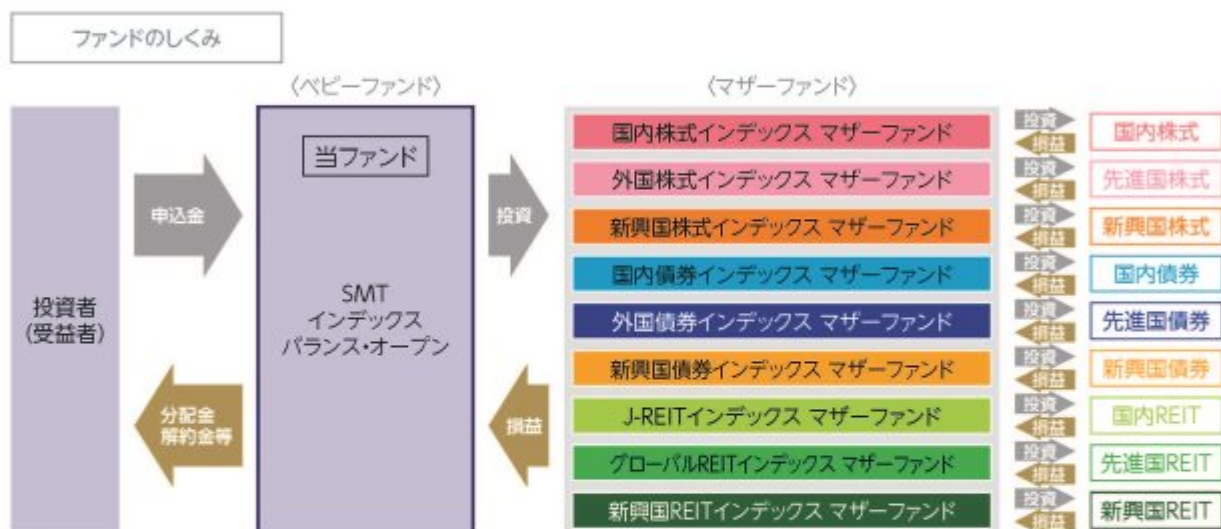 ファンドのしくみ
〈ベビーファンド〉
〈マザーファンド〉
投資者
(受益者)
申込金
分配金
解約金等
当ファンド
SMT
インデックス
バランス・オープン
投資
損益
国内株式インデックス マザーファンド
投資
損益
国内株式
外国株式インデックス マザーファンド
投資
損益
先進国株式
新興国株式インデックス マザーファンド
投資
損益
新興国株式
国内債券インデックス マザーファンド
投資
損益
国内債券
外国債券インデックス マザーファンド
投資
損益
先進国債券
新興国債券インデックス マザーファンド
投資
損益
新興国債券
J-REITインデックス マザーファンド
投資
損益
国内REIT
グローバルREITインデックス マザーファンド
投資
損益
先進国REIT
新興国REITインデックス マザーファンド
投資
損益
新興国REIT